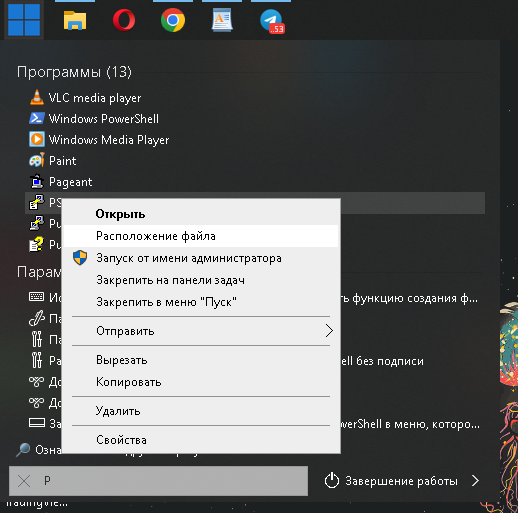 53
Программы (13)
VLC media player
Windows PowerShell
Windows Media Player
Paint
Pageant
PS
Pu
Pu
Открыть
Расположение файла
Запуск от имени администратора
Закрепить на панели задач
Закрепить в меню "Пуск"
Отправить
Вырезать
Копировать
Удалить
Свойства
Парам
Ис ть функцию создания ф...
Па
Па
Ра ell без подписи
До
До
За werShell в меню, которо...
Озна
P
Завершение работы
TradingVie...